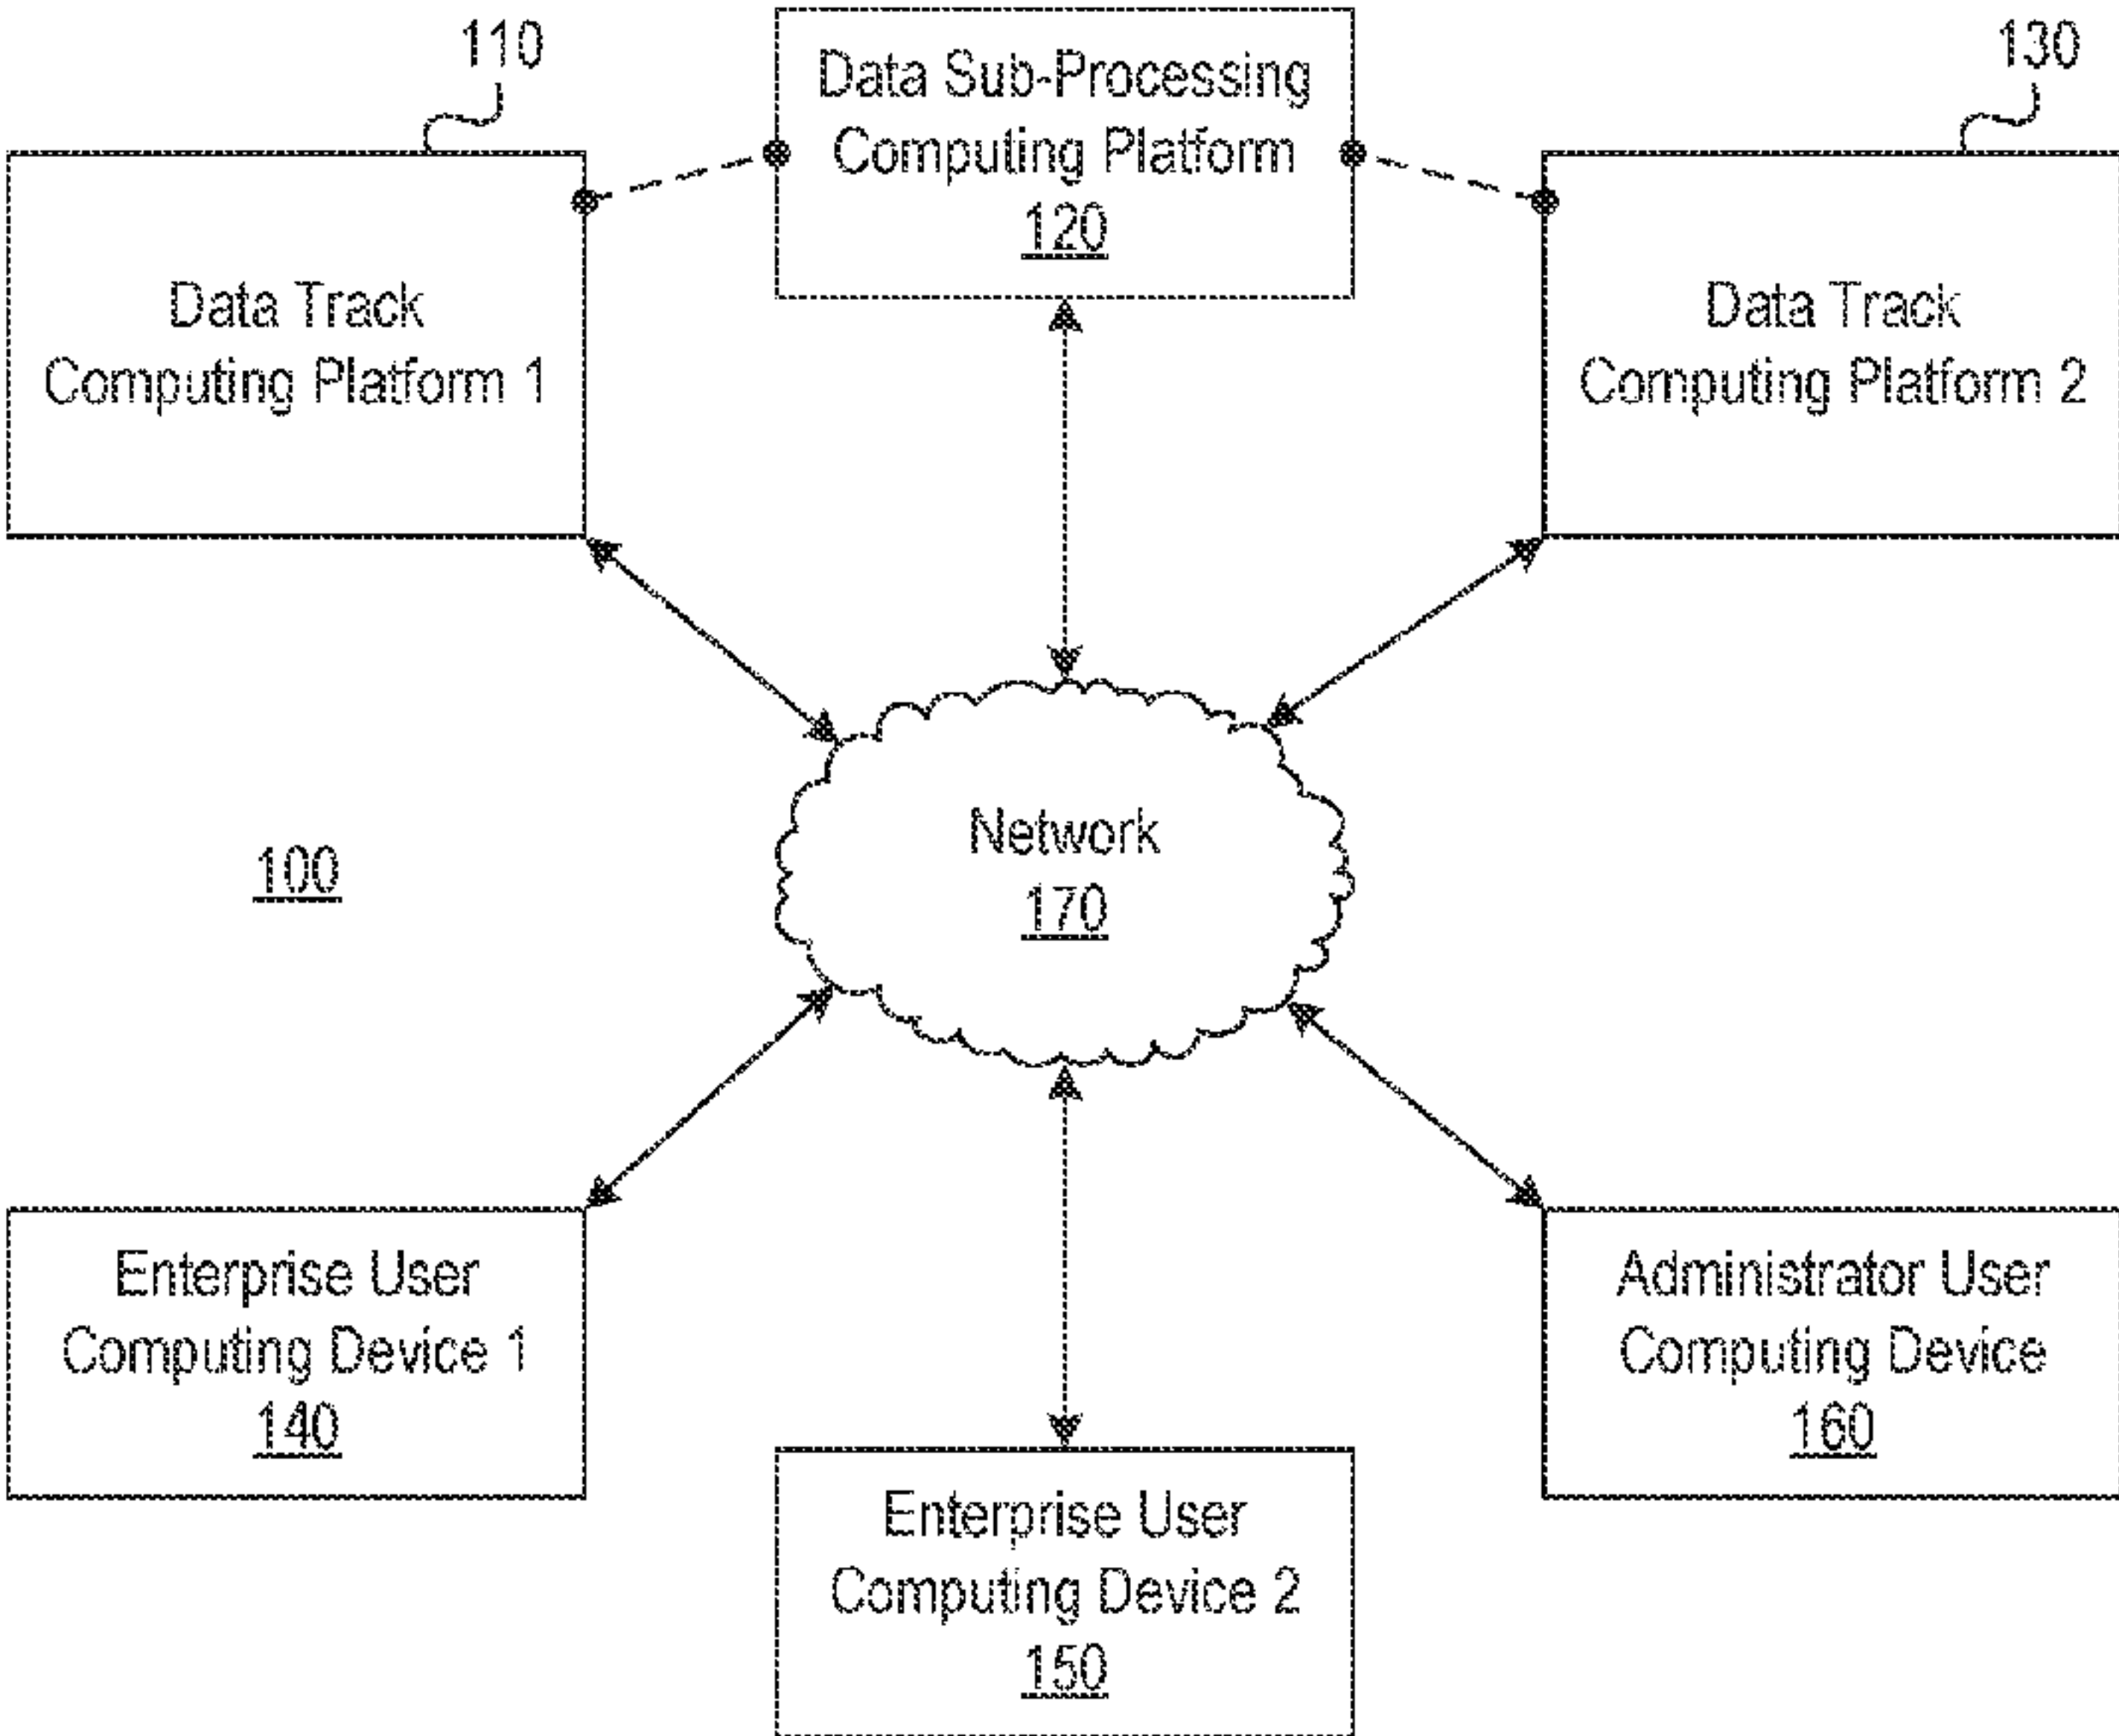 110
130
Data Sub-Processing
Computing Platform
120
Data Track
Computing Platform 1
Data Track
Computing Platform 2
100
Network
170
Enterprise User
Computing Device 1
140
Enterprise User
Computing Device 2
150
Administrator User
Computing Device
160